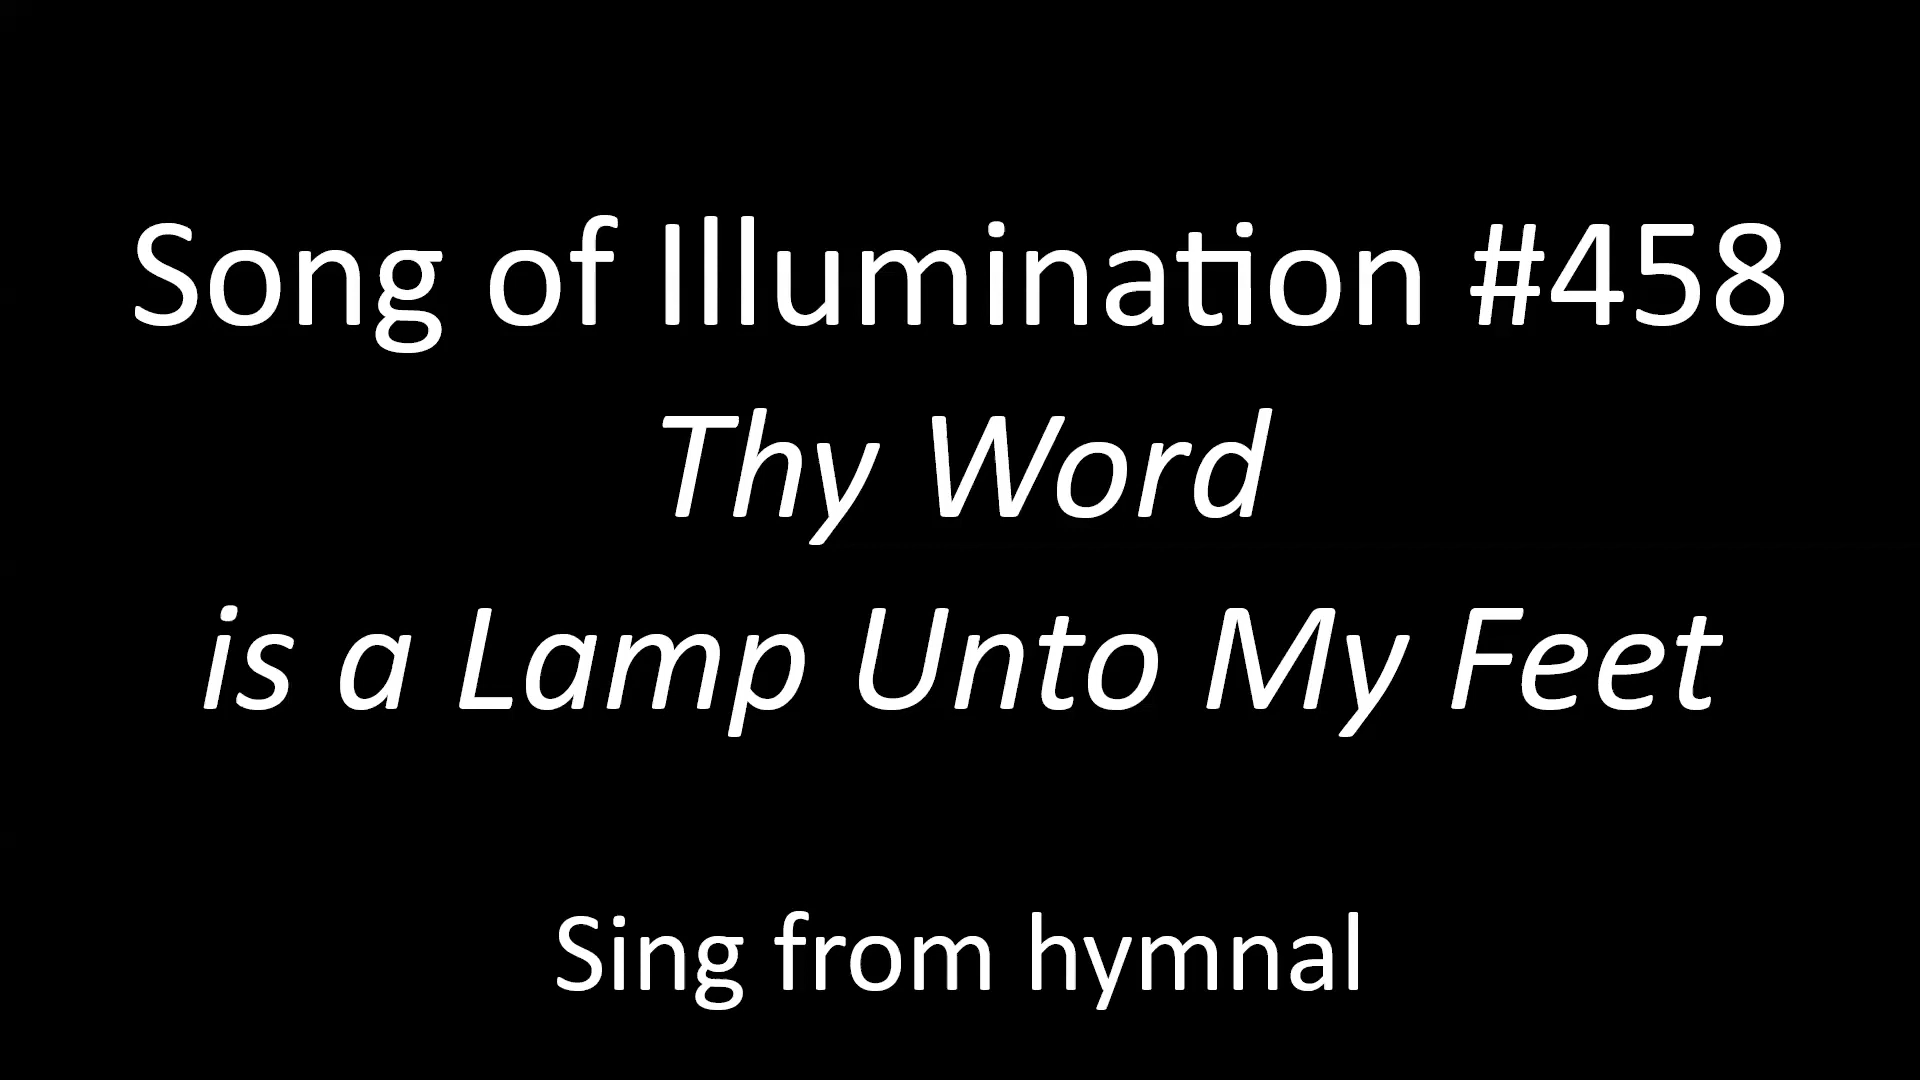 Song of Illumination #458
Thy Word
is a Lamp Unto My Feet
Sing from hymnal